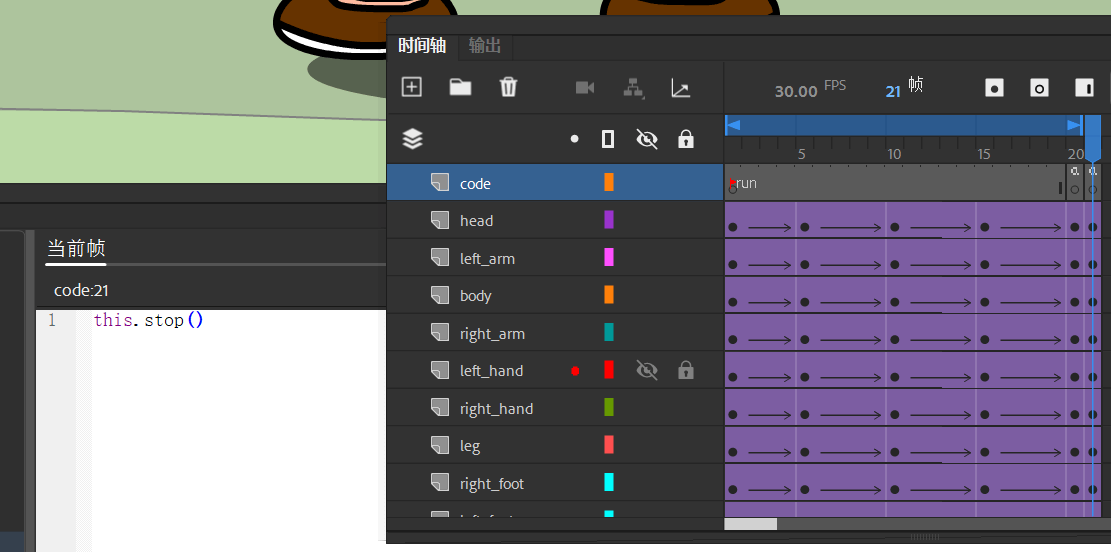 时间轴 输出
30.00 FPS 21 帧
5 10 15 20
code run a a
head
left_arm
body
right_arm
left_hand
right_hand
leg
right_foot
当前帧
code:21
1 this.stop()